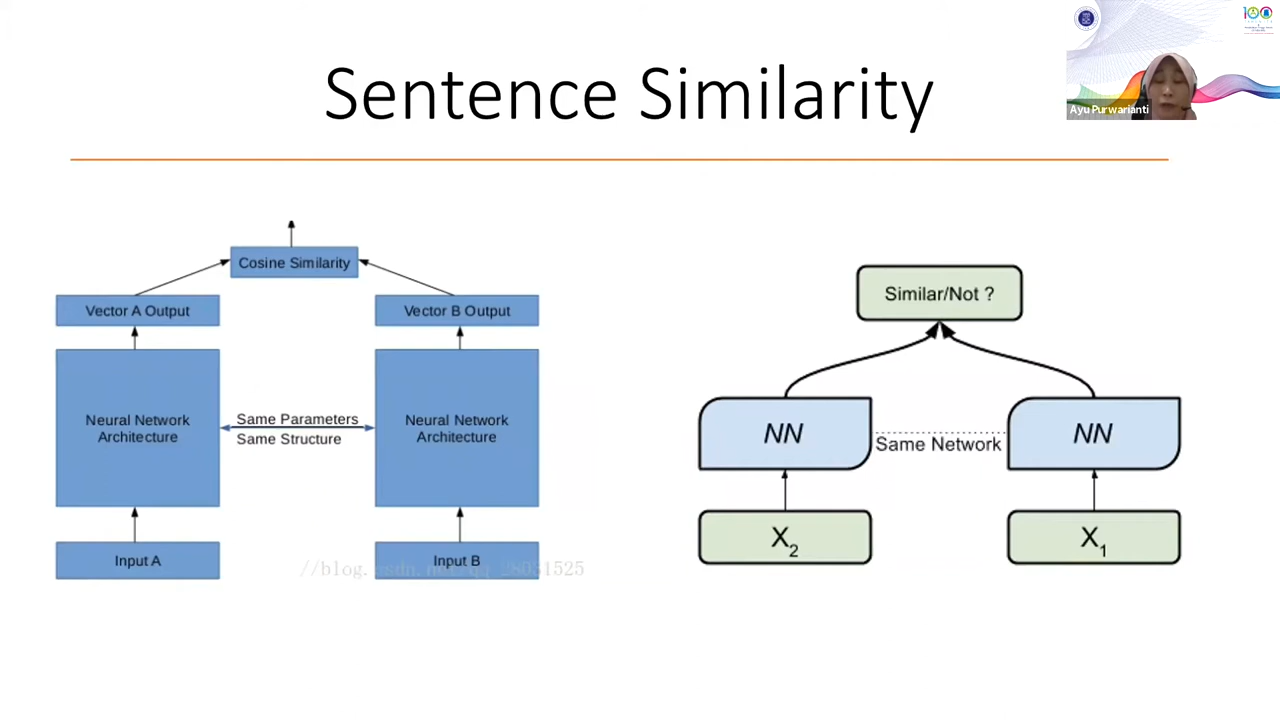 Sentence Similarity
Ayu Purwarianti
100
Cosine Similarity
Vector A Output
Vector B Output
Neural Network
Architecture
Same Parameters
Same Structure
Neural Network
Architecture
Input A
Input B
Similar/Not ?
NN
Same Network
NN
X2
X1